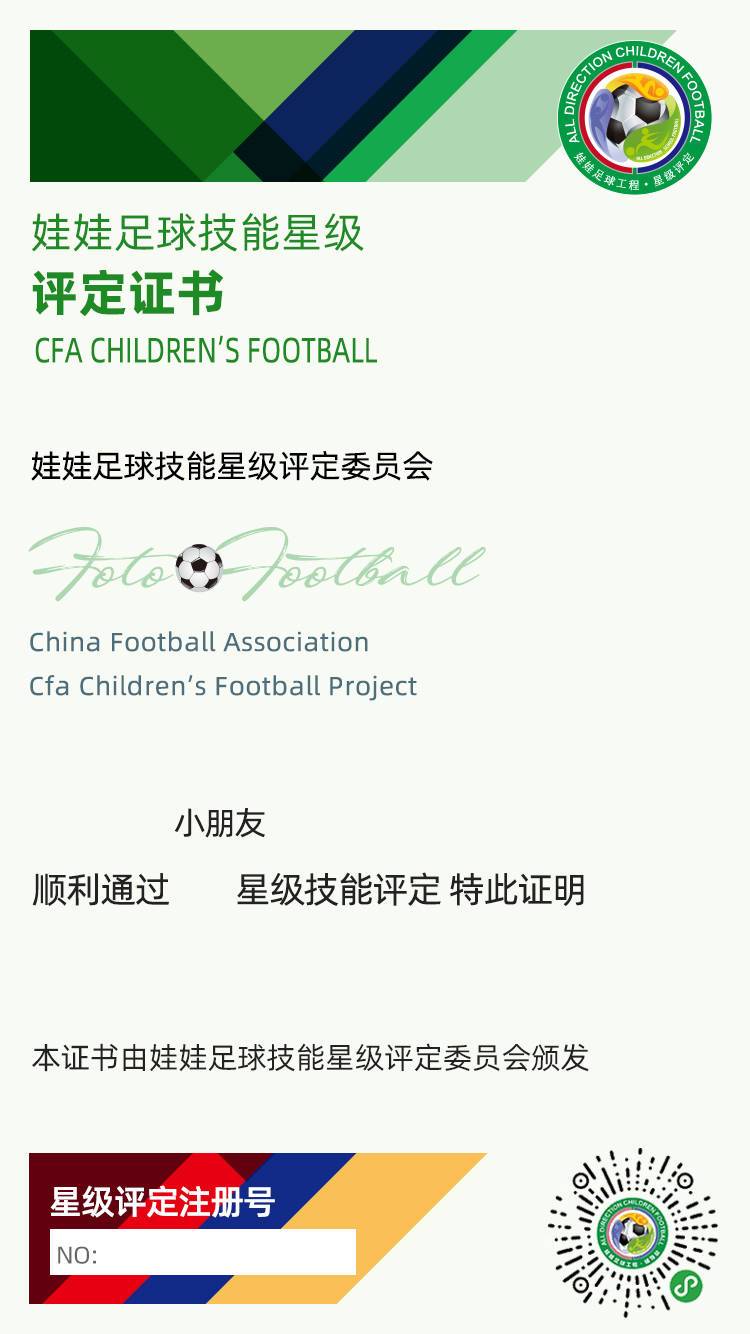 ALL DIRECTION CHILDREN FOOTBALL
娃娃足球工程·星级评定
娃娃足球技能星级
评定证书
CFA CHILDREN’S FOOTBALL
娃娃足球技能星级评定委员会
Foto Football
China Football Association
Cfa Children’s Football Project
小朋友
顺利通过 星级技能评定 特此证明
本证书由娃娃足球技能星级评定委员会颁发
星级评定注册号
NO:
ALL DIRECTION CHILDREN FOOTBALL